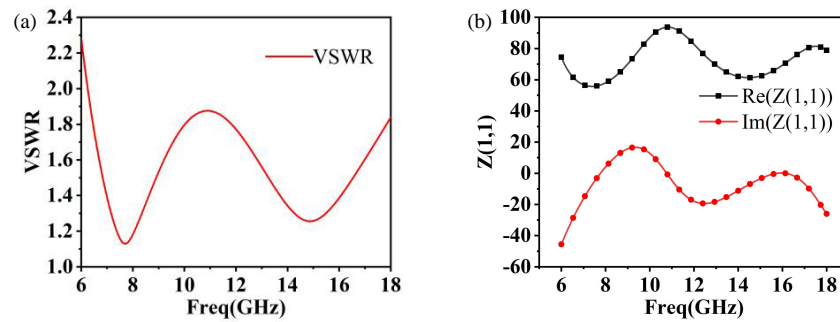 (a)
2.4
2.2
2.0
1.8
1.6
1.4
1.2
1.0
VSWR
VSWR
6 8 10 12 14 16 18
Freq(GHz)
(b)
100
80
60
40
20
0
-20
-40
-60
Z(1,1)
Re(Z(1,1))
Im(Z(1,1))
6 8 10 12 14 16 18
Freq(GHz)